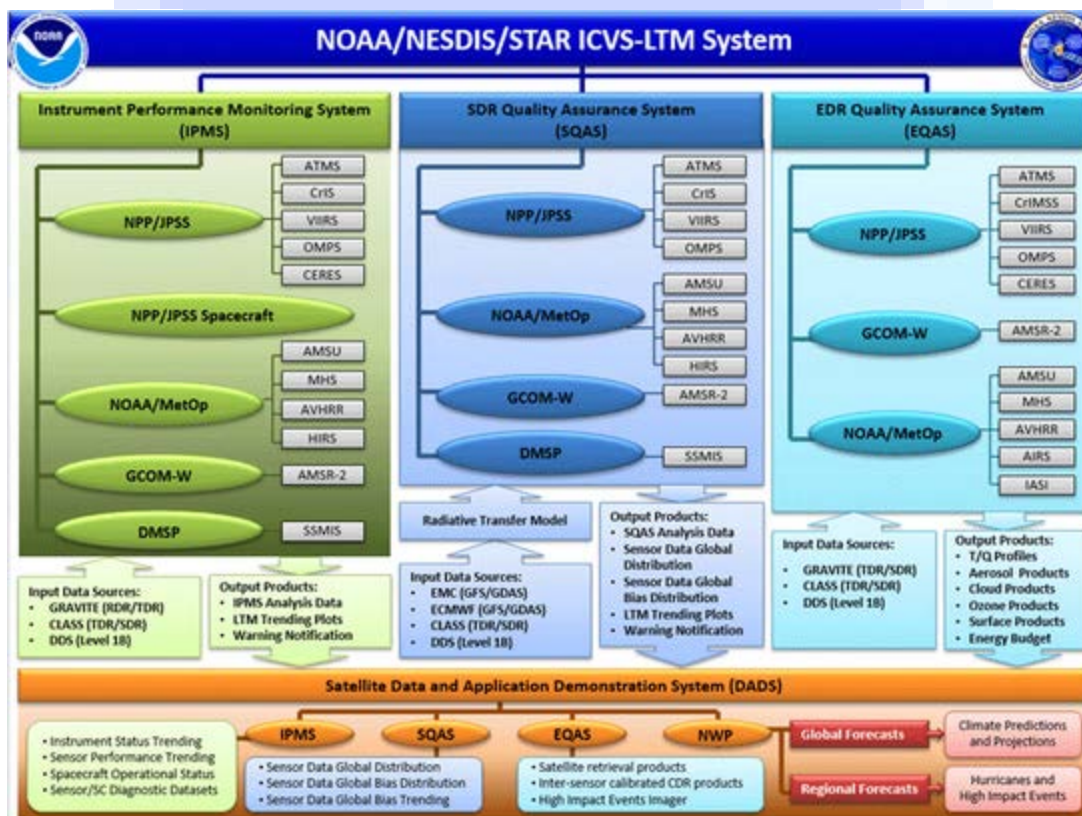 NOAA
NOAA/NESDIS/STAR ICVS-LTM System
Instrument Performance Monitoring System
(IPMS)
NPP/JPSS
ATMS
CrIS
VIIRS
OMPS
CERES
NPP/JPSS Spacecraft
NOAA/MetOp
AMSU
MHS
AVHRR
HIRS
GCOM-W
AMSR-2
DMSP
SSMIS
Input Data Sources:
• GRAVITE (RDR/TDR)
• CLASS (TDR/SDR)
• DDS (Level 1B)
Output Products:
• IPMS Analysis Data
• LTM Trending Plots
• Warning Notification
SDR Quality Assurance System
(SQAS)
NPP/JPSS
ATMS
CrIS
VIIRS
OMPS
NOAA/MetOp
AMSU
MHS
AVHRR
HIRS
GCOM-W
AMSR-2
DMSP
SSMIS
Radiative Transfer Model
Input Data Sources:
• EMC (GFS/GDAS)
• ECMWF (GFS/GDAS)
• CLASS (TDR/SDR)
• DDS (Level 1B)
Output Products:
• SQAS Analysis Data
• Sensor Data Global
Distribution
• Sensor Data Global
Bias Distribution
• LTM Trending Plots
• Warning Notification
EDR Quality Assurance System
(EQAS)
NPP/JPSS
ATMS
CrIMSS
VIIRS
OMPS
CERES
GCOM-W
AMSR-2
NOAA/MetOp
AMSU
MHS
AVHRR
AIRS
IASI
Input Data Sources:
• GRAVITE (TDR/SDR)
• CLASS (TDR/SDR)
• DDS (Level 1B)
Output Products:
• T/Q Profiles
• Aerosol Products
• Cloud Products
• Ozone Products
• Surface Products
• Energy Budget
Satellite Data and Application Demonstration System (DADS)
IPMS
SQAS
EQAS
NWP
• Instrument Status Trending
• Sensor Performance Trending
• Spacecraft Operational Status
• Sensor/SC Diagnostic Datasets
• Sensor Data Global Distribution
• Sensor Data Global Bias Distribution
• Sensor Data Global Bias Trending
• Satellite retrieval products
• Inter-sensor calibrated CDR products
• High Impact Events Imager
Global Forecasts
Climate Predictions
and Projections
Regional Forecasts
Hurricanes and
High Impact Events